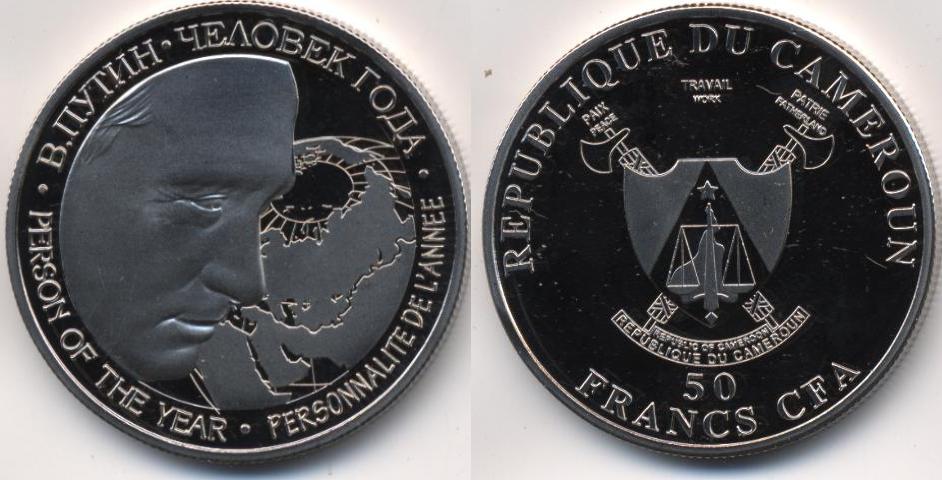 В. ПУТИН · ЧЕЛОВЕК ГОДА ·
PERSON OF THE YEAR · PERSONNALITE DE L'ANNEE
REPUBLIQUE DU CAMEROUN
TRAVAIL
WORK
PAIX
PEACE
PATRIE
FATHERLAND
REPUBLIC OF CAMEROON
REPUBLIQUE DU CAMEROUN
50
FRANCS CFA